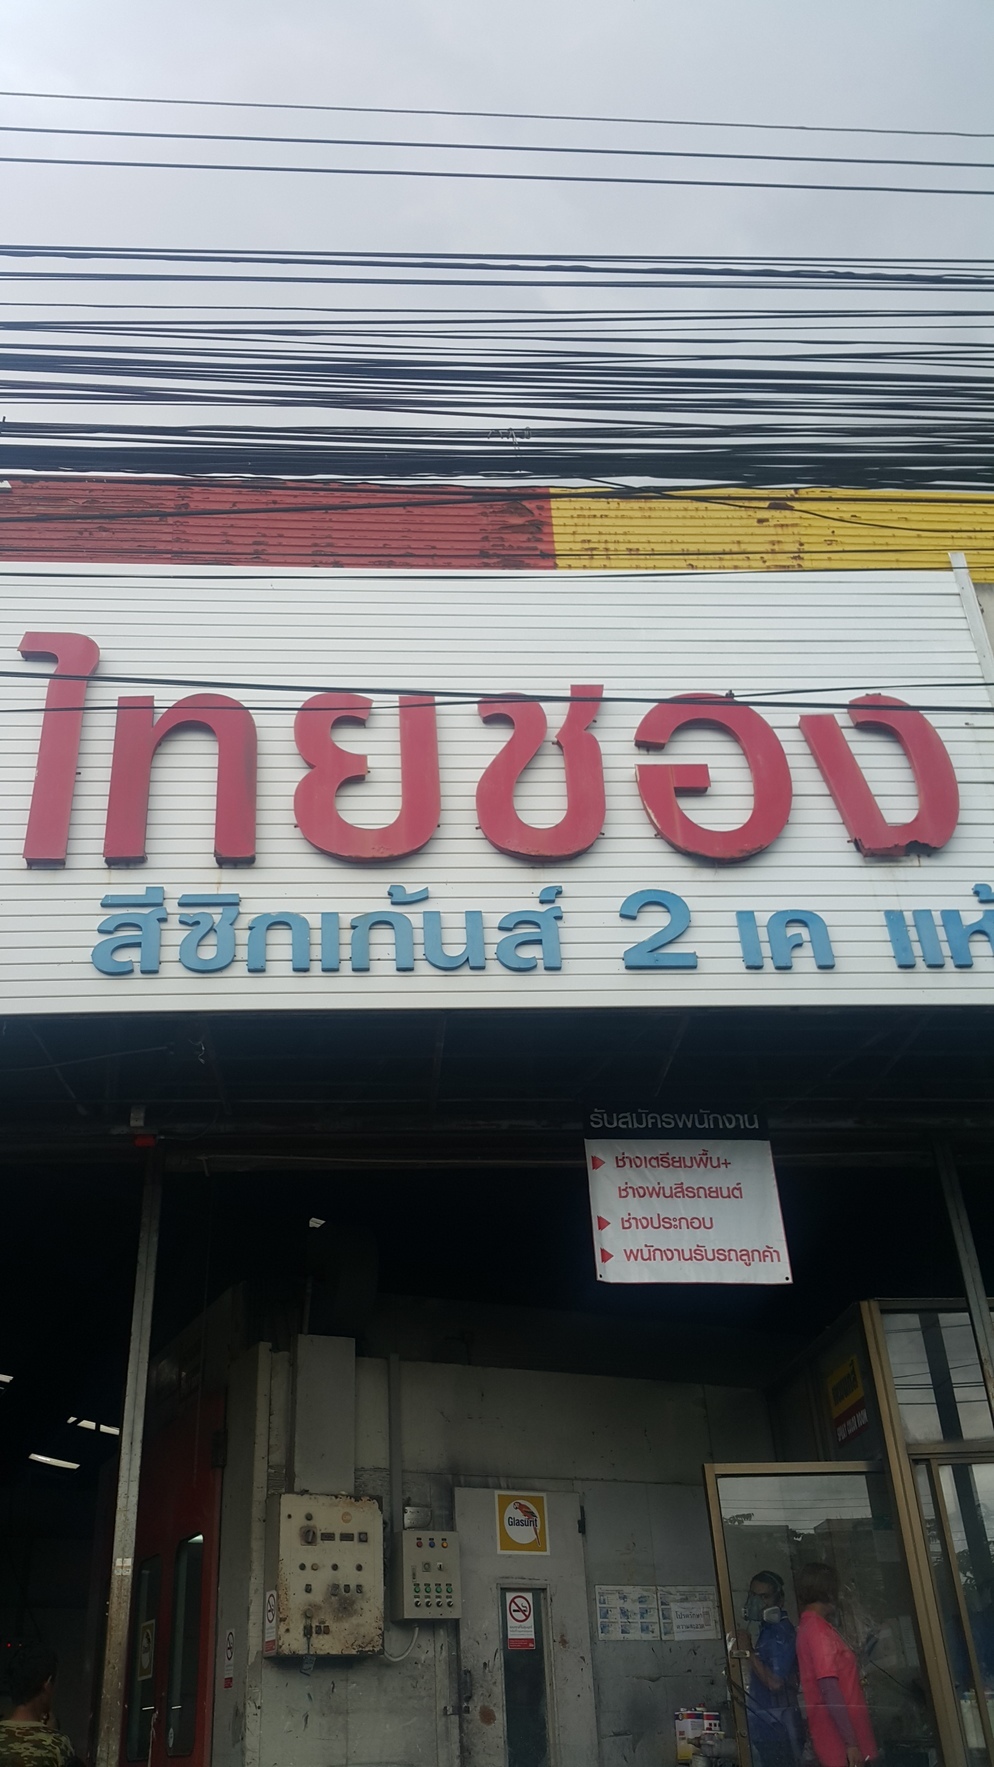 ไทยซอง
สีซิกเก้นส์ 2 เค แห้
รับสมัครพนักงาน
ช่างเตรียมพื้น+
ช่างพ่นสีรถยนต์
ช่างประกอบ
พนักงานรับรถลูกค้า
Glasurit